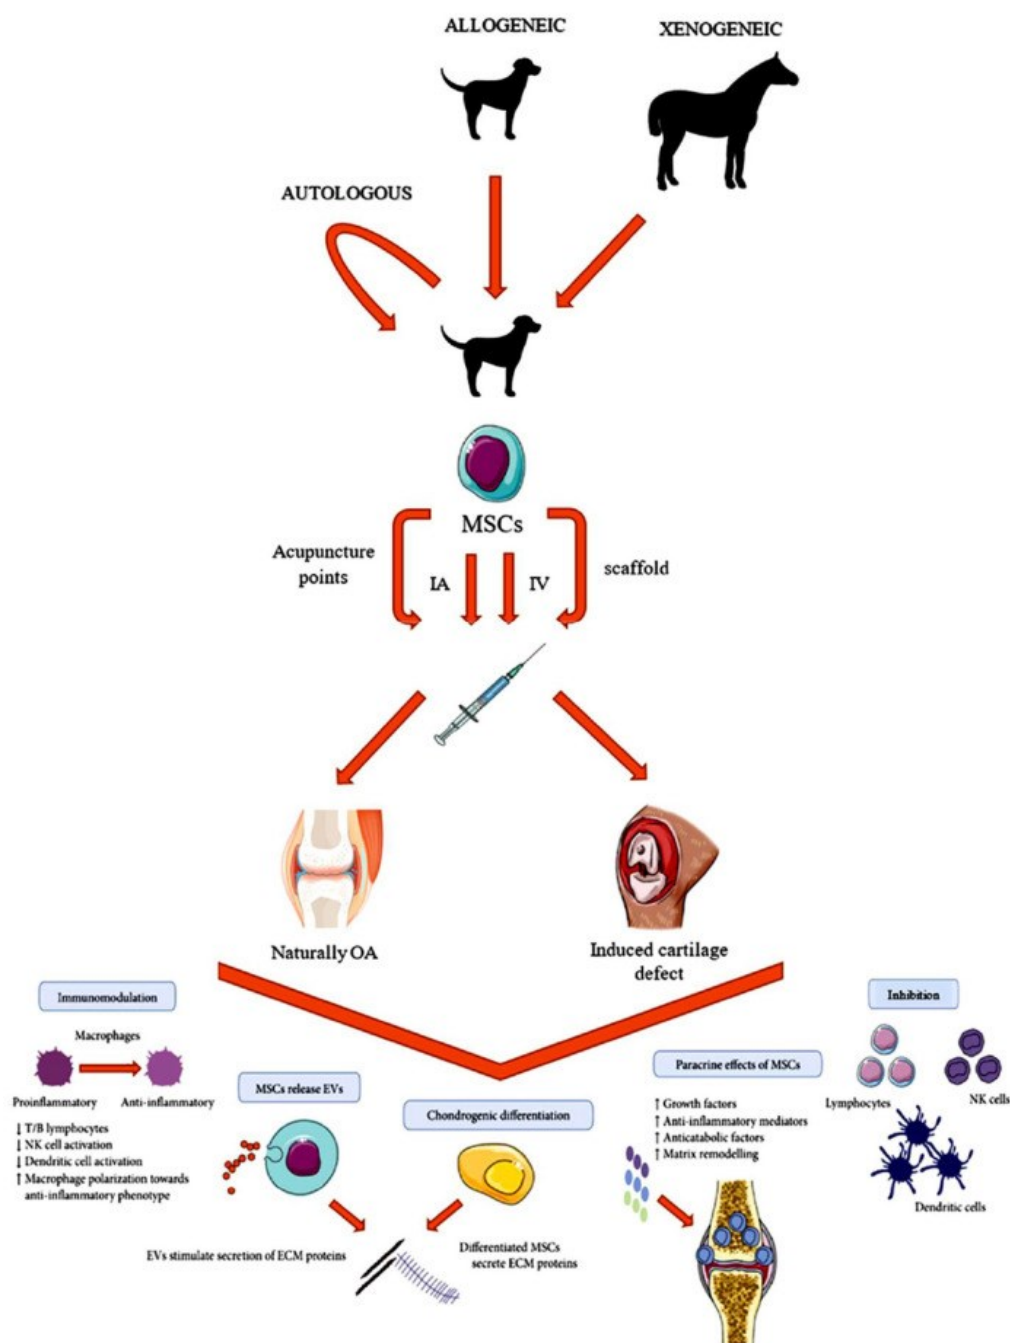 ALLOGENEIC
XENOGENEIC
AUTOLOGOUS
MSCs
Acupuncture
points
IA
IV
scaffold
Naturally OA
Induced cartilage
defect
Immunomodulation
Macrophages
Proinflammatory
Anti-inflammatory
↓ T/B lymphocytes
↓ NK cell activation
↓ Dendritic cell activation
↑ Macrophage polarization towards
anti-inflammatory phenotype
MSCs release EVs
EVs stimulate secretion of ECM proteins
Chondrogenic differentiation
Differentiated MSCs
secrete ECM proteins
Paracrine effects of MSCs
↑ Growth factors
↑ Anti-inflammatory mediators
↑ Anticatabolic factors
↑ Matrix remodelling
Inhibition
Lymphocytes
NK cells
Dendritic cells